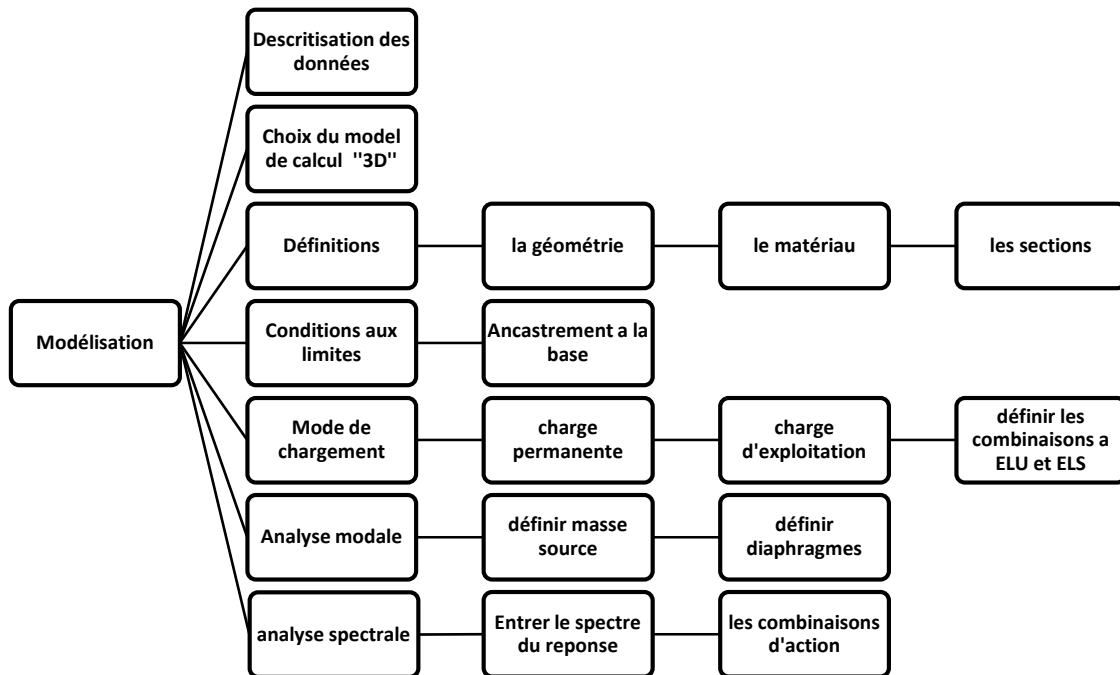 Descritisation des
données
Choix du model
de calcul "3D"
Définitions
la géométrie
le matériau
les sections
Modélisation
Conditions aux
limites
Ancastrement a la
base
Mode de
chargement
charge
permanente
charge
d'exploitation
définir les
combinaisons a
ELU et ELS
Analyse modale
définir masse
source
définir
diaphragmes
analyse spectrale
Entrer le spectre
du reponse
les combinaisons
d'action